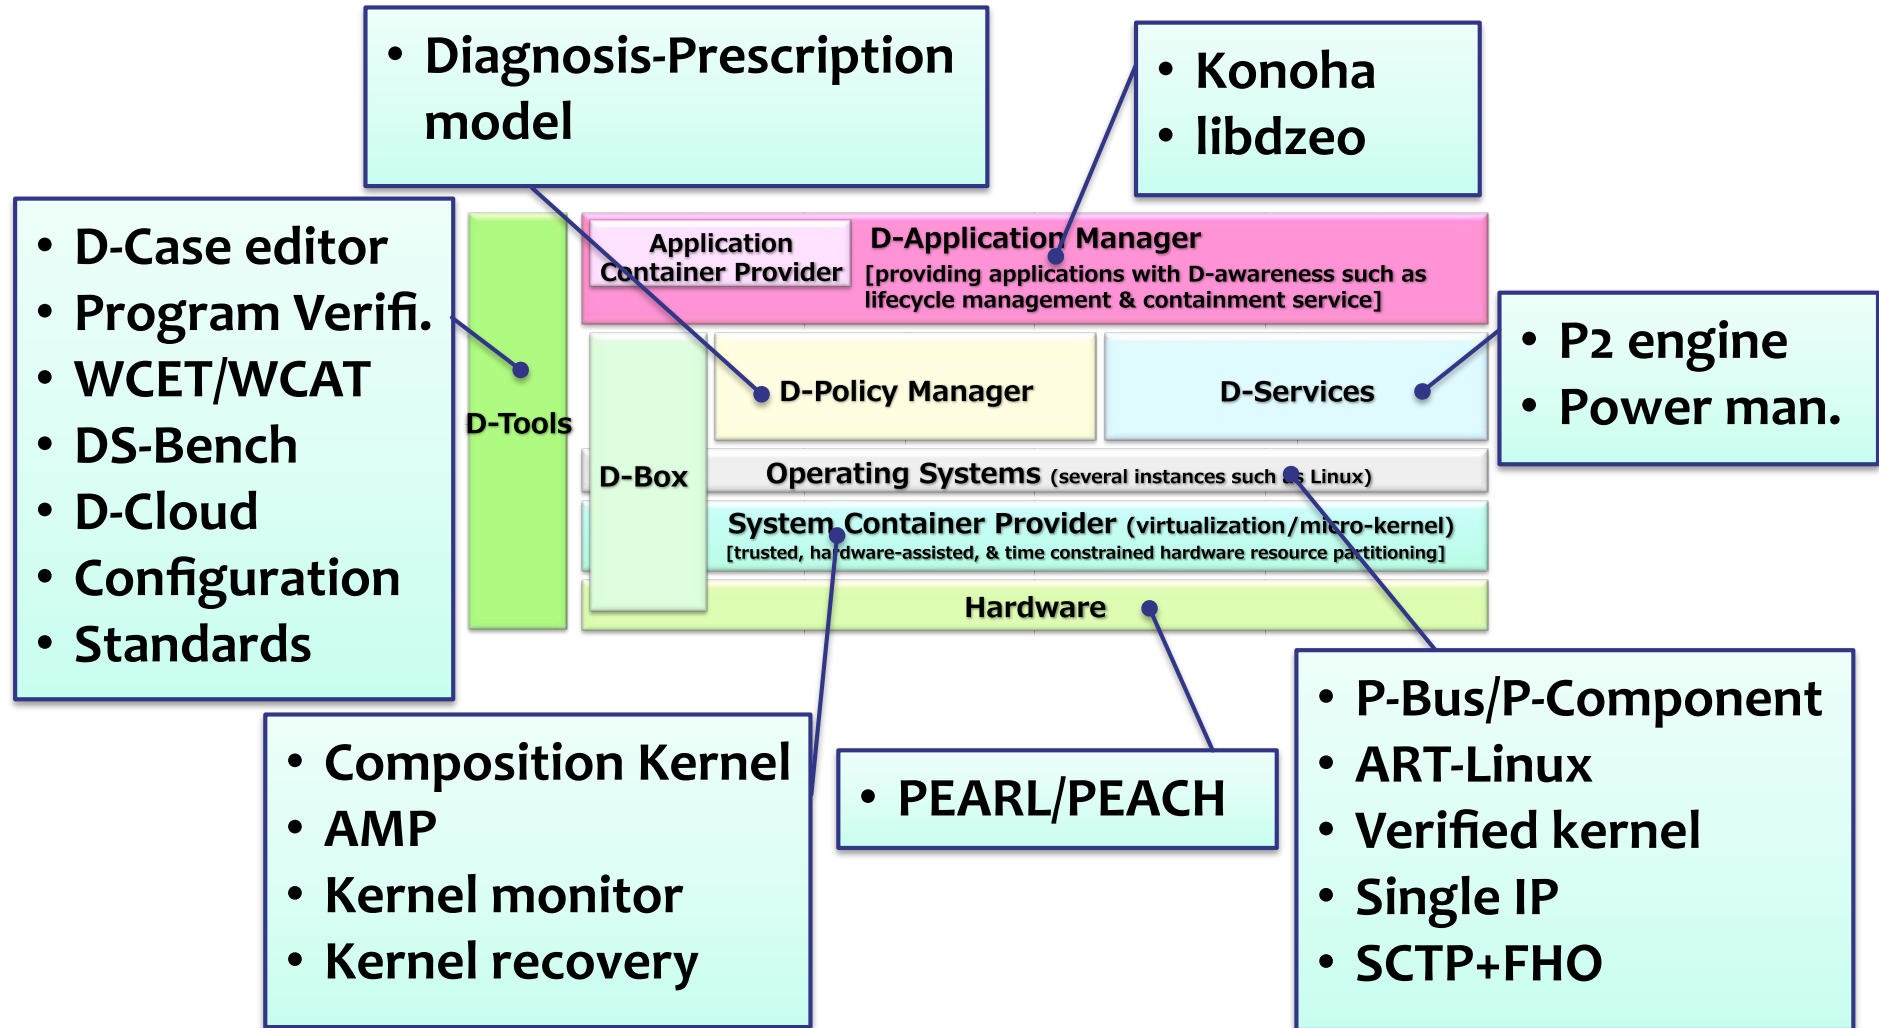 • Diagnosis-Prescription
model
• Konoha
• libdzeo
• D-Case editor
• Program Verifi.
• WCET/WCAT
• DS-Bench
• D-Cloud
• Configuration
• Standards
D-Tools
Application
Container Provider
D-Application Manager
[providing applications with D-awareness such as
lifecycle management & containment service]
D-Box
D-Policy Manager
D-Services
• P2 engine
• Power man.
Operating Systems (several instances such as Linux)
System Container Provider (virtualization/micro-kernel)
[trusted, hardware-assisted, & time constrained hardware resource partitioning]
Hardware
• Composition Kernel
• AMP
• Kernel monitor
• Kernel recovery
• PEARL/PEACH
• P-Bus/P-Component
• ART-Linux
• Verified kernel
• Single IP
• SCTP+FHO